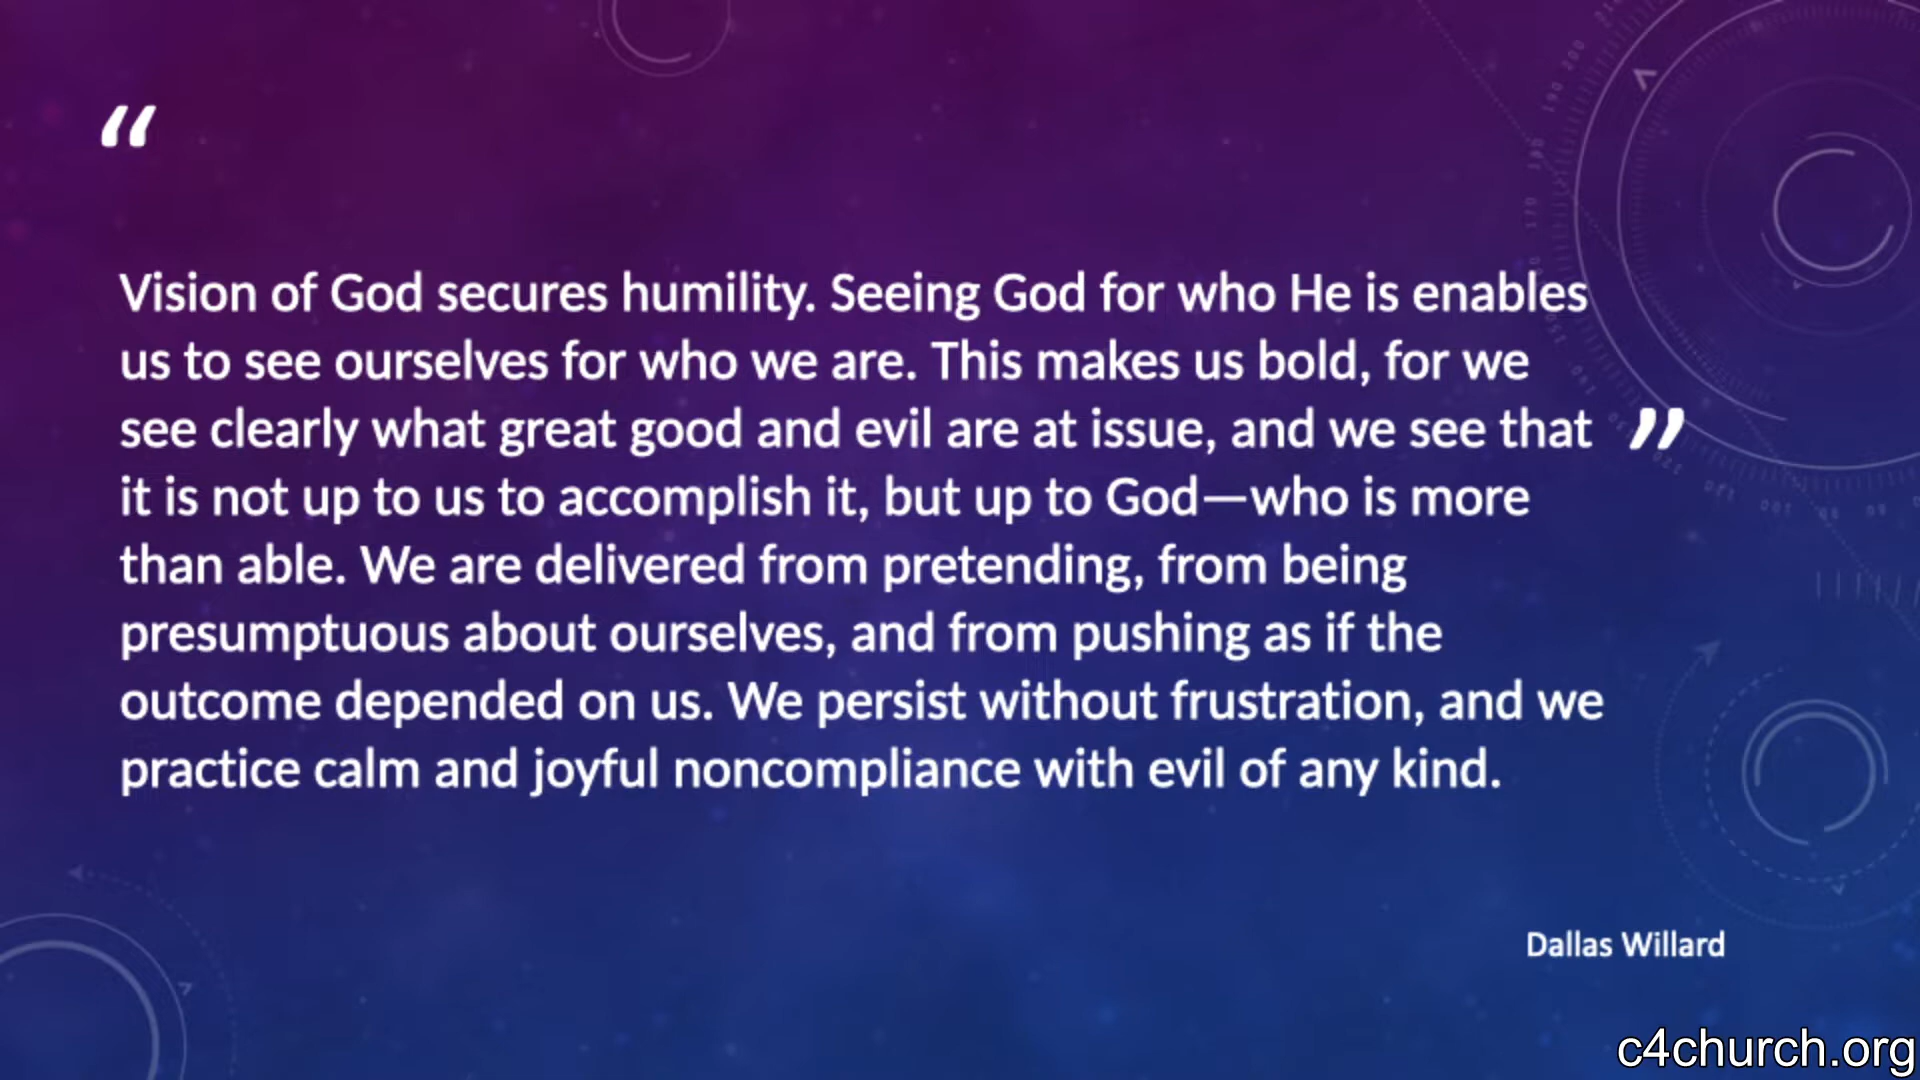 “
Vision of God secures humility. Seeing God for who He is enables
us to see ourselves for who we are. This makes us bold, for we
see clearly what great good and evil are at issue, and we see that
it is not up to us to accomplish it, but up to God—who is more
than able. We are delivered from pretending, from being
presumptuous about ourselves, and from pushing as if the
outcome depended on us. We persist without frustration, and we
practice calm and joyful noncompliance with evil of any kind.
”
Dallas Willard
c4church.org